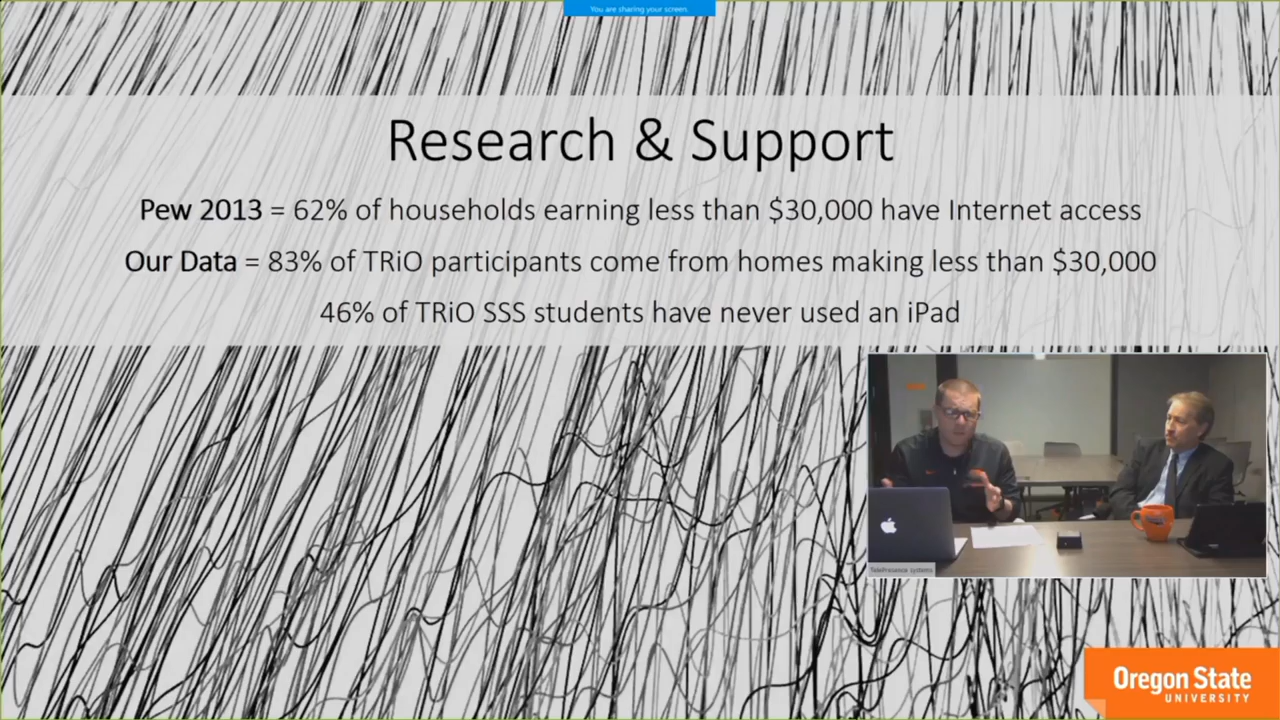 You are sharing your screen.
Research & Support
Pew 2013 = 62% of households earning less than $30,000 have Internet access
Our Data = 83% of TRiO participants come from homes making less than $30,000
46% of TRiO SSS students have never used an iPad
TelePresence systems
Oregon State
UNIVERSITY